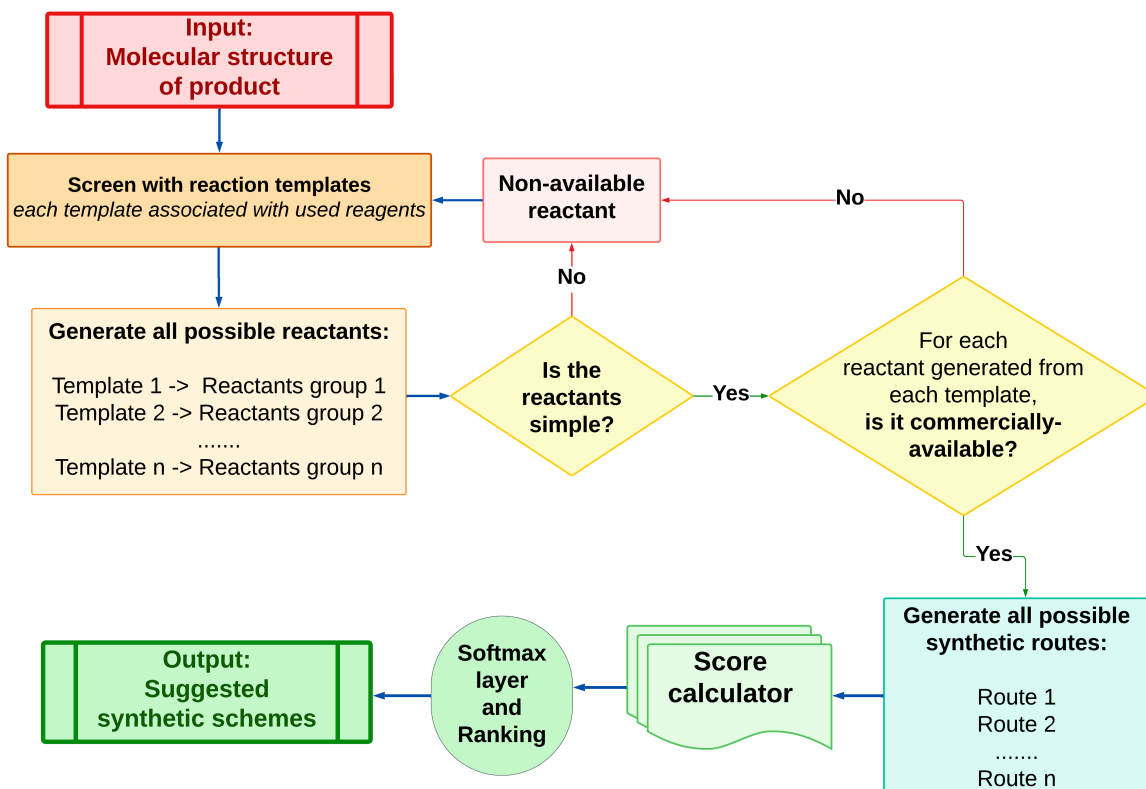 Input:
Molecular structure
of product
Screen with reaction templates
each template associated with used reagents
Non-available
reactant
No
No
Generate all possible reactants:
Template 1 -> Reactants group 1
Template 2 -> Reactants group 2
.......
Template n -> Reactants group n
Is the
reactants
simple?
Yes
For each
reactant generated from
each template,
is it commercially-
available?
Yes
Generate all possible
synthetic routes:
Route 1
Route 2
.......
Route n
Score
calculator
Softmax
layer
and
Ranking
Output:
Suggested
synthetic schemes